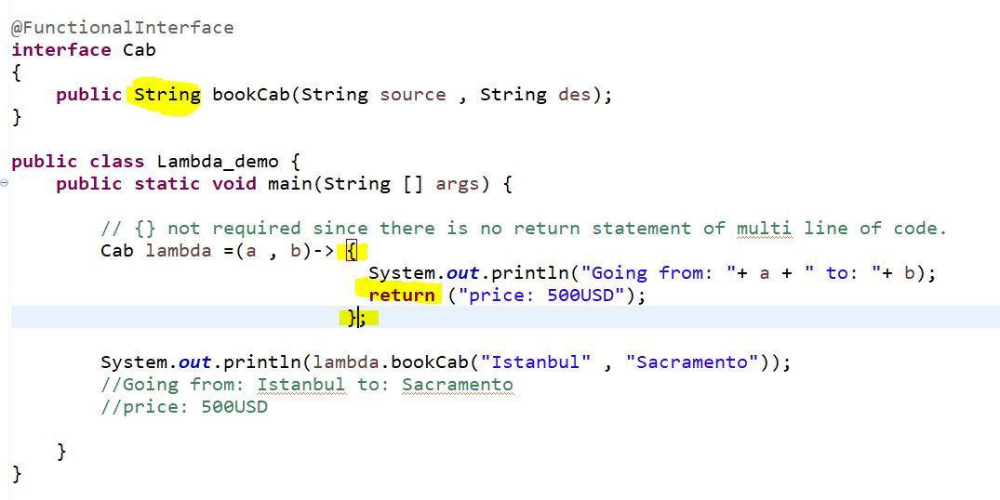 @FunctionalInterface
interface Cab
{
    public String bookCab(String source , String des);
}
public class Lambda_demo {
    public static void main(String [] args) {
        // {} not required since there is no return statement of multi line of code.
        Cab lambda =(a , b)-> {
                                System.out.println("Going from: "+ a + " to: "+ b);
                                return ("price: 500USD");
                              };
        System.out.println(lambda.bookCab("Istanbul" , "Sacramento"));
        //Going from: Istanbul to: Sacramento
        //price: 500USD
    }
}